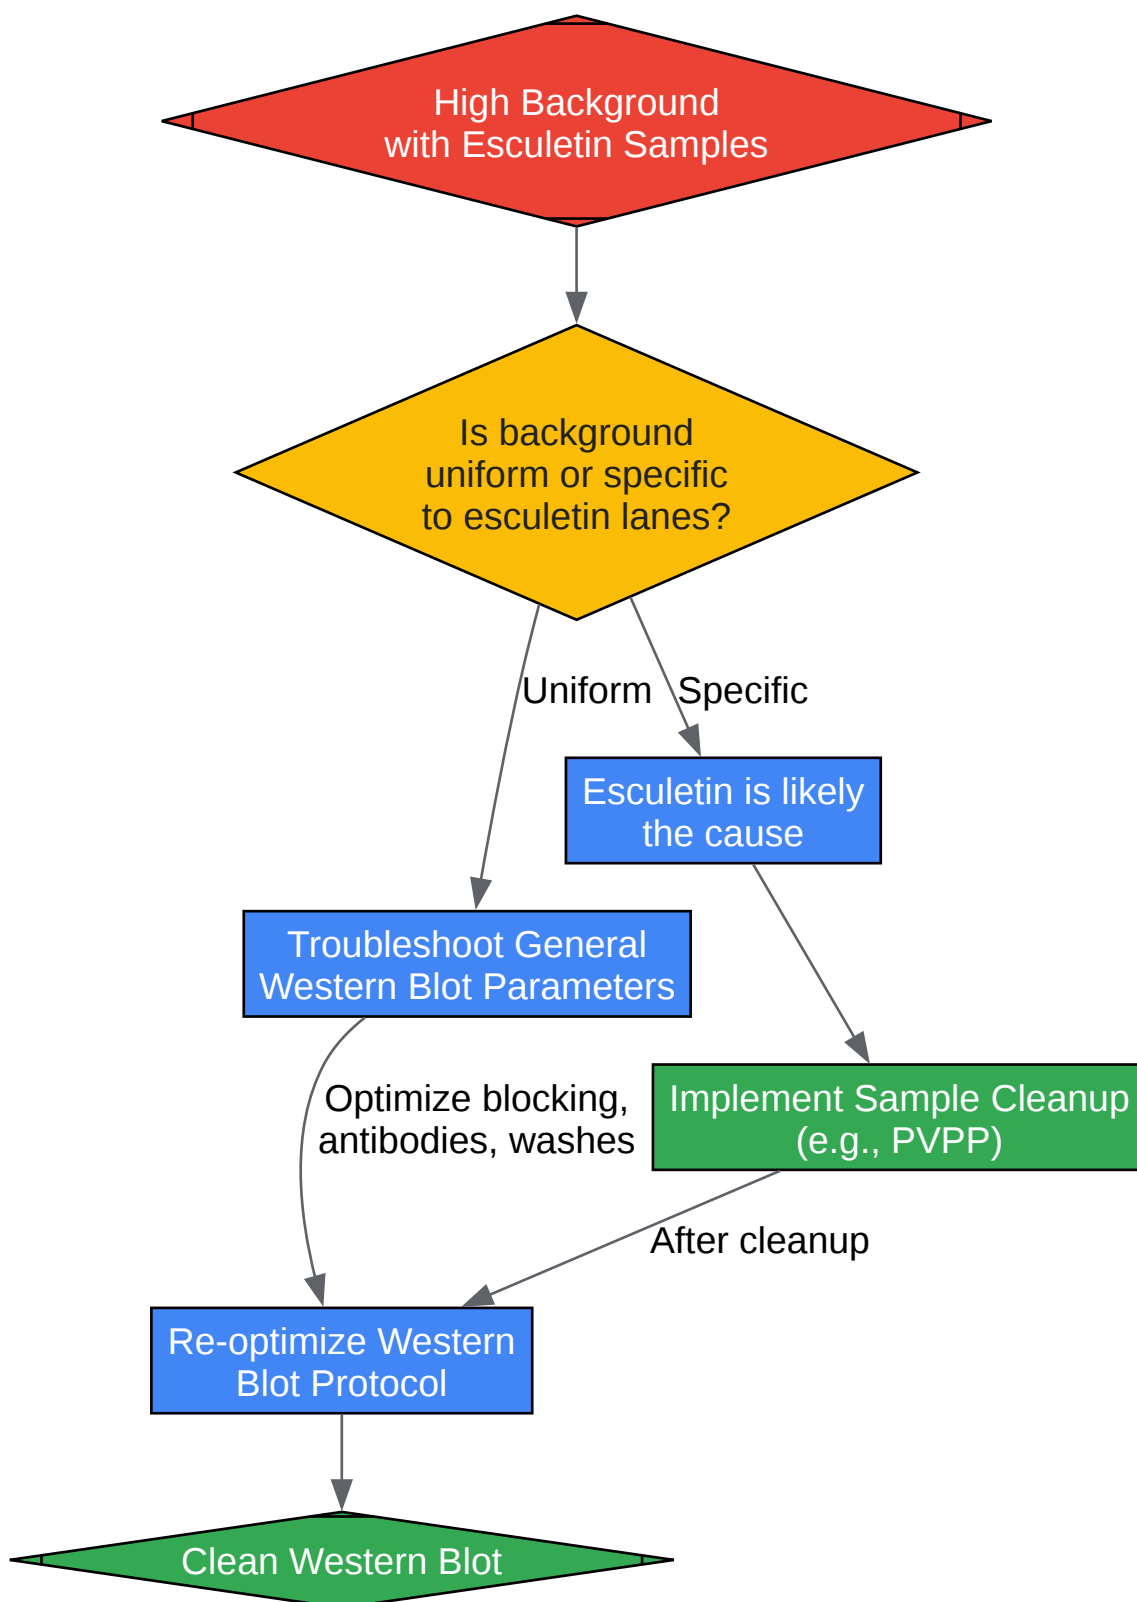 High Background
with Esculetin Samples
Is background
uniform or specific
to esculetin lanes?
Uniform
Specific
Esculetin is likely
the cause
Troubleshoot General
Western Blot Parameters
Optimize blocking,
antibodies, washes
Implement Sample Cleanup
(e.g., PVPP)
After cleanup
Re-optimize Western
Blot Protocol
Clean Western Blot